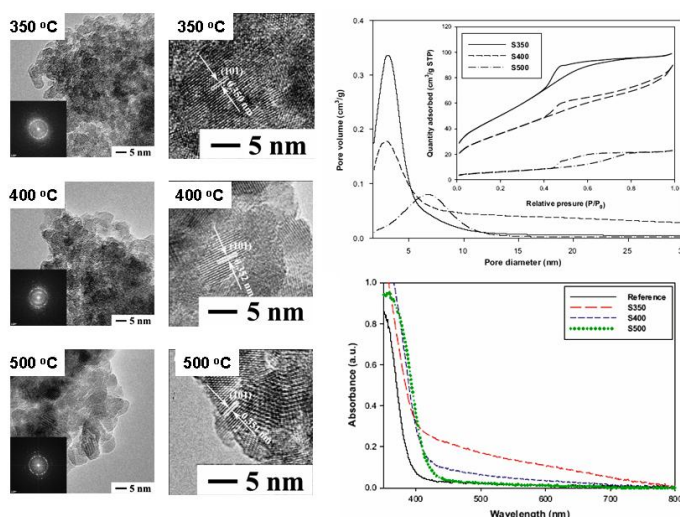 350 °C
5 nm
(101)
5 nm
400 °C
5 nm
400 °C
(101)
5 nm
500 °C
5 nm
500 °C
(101)
5 nm
Pore volume (cm³/g)
0.4
0.3
0.2
0.1
0.0
5 10 15 20 25
Pore diameter (nm)
Quantity adsorbed (cm³/g STP)
120
100
80
60
40
20
0
S350
S400
S500
0.0 0.2 0.4 0.6 0.8 1.0
Relative presure (P/P₀)
Absorbance (a.u.)
1.0
0.8
0.6
0.4
0.2
0.0
Reference
S350
S400
S500
400 500 600 700 800
Wavelength (nm)